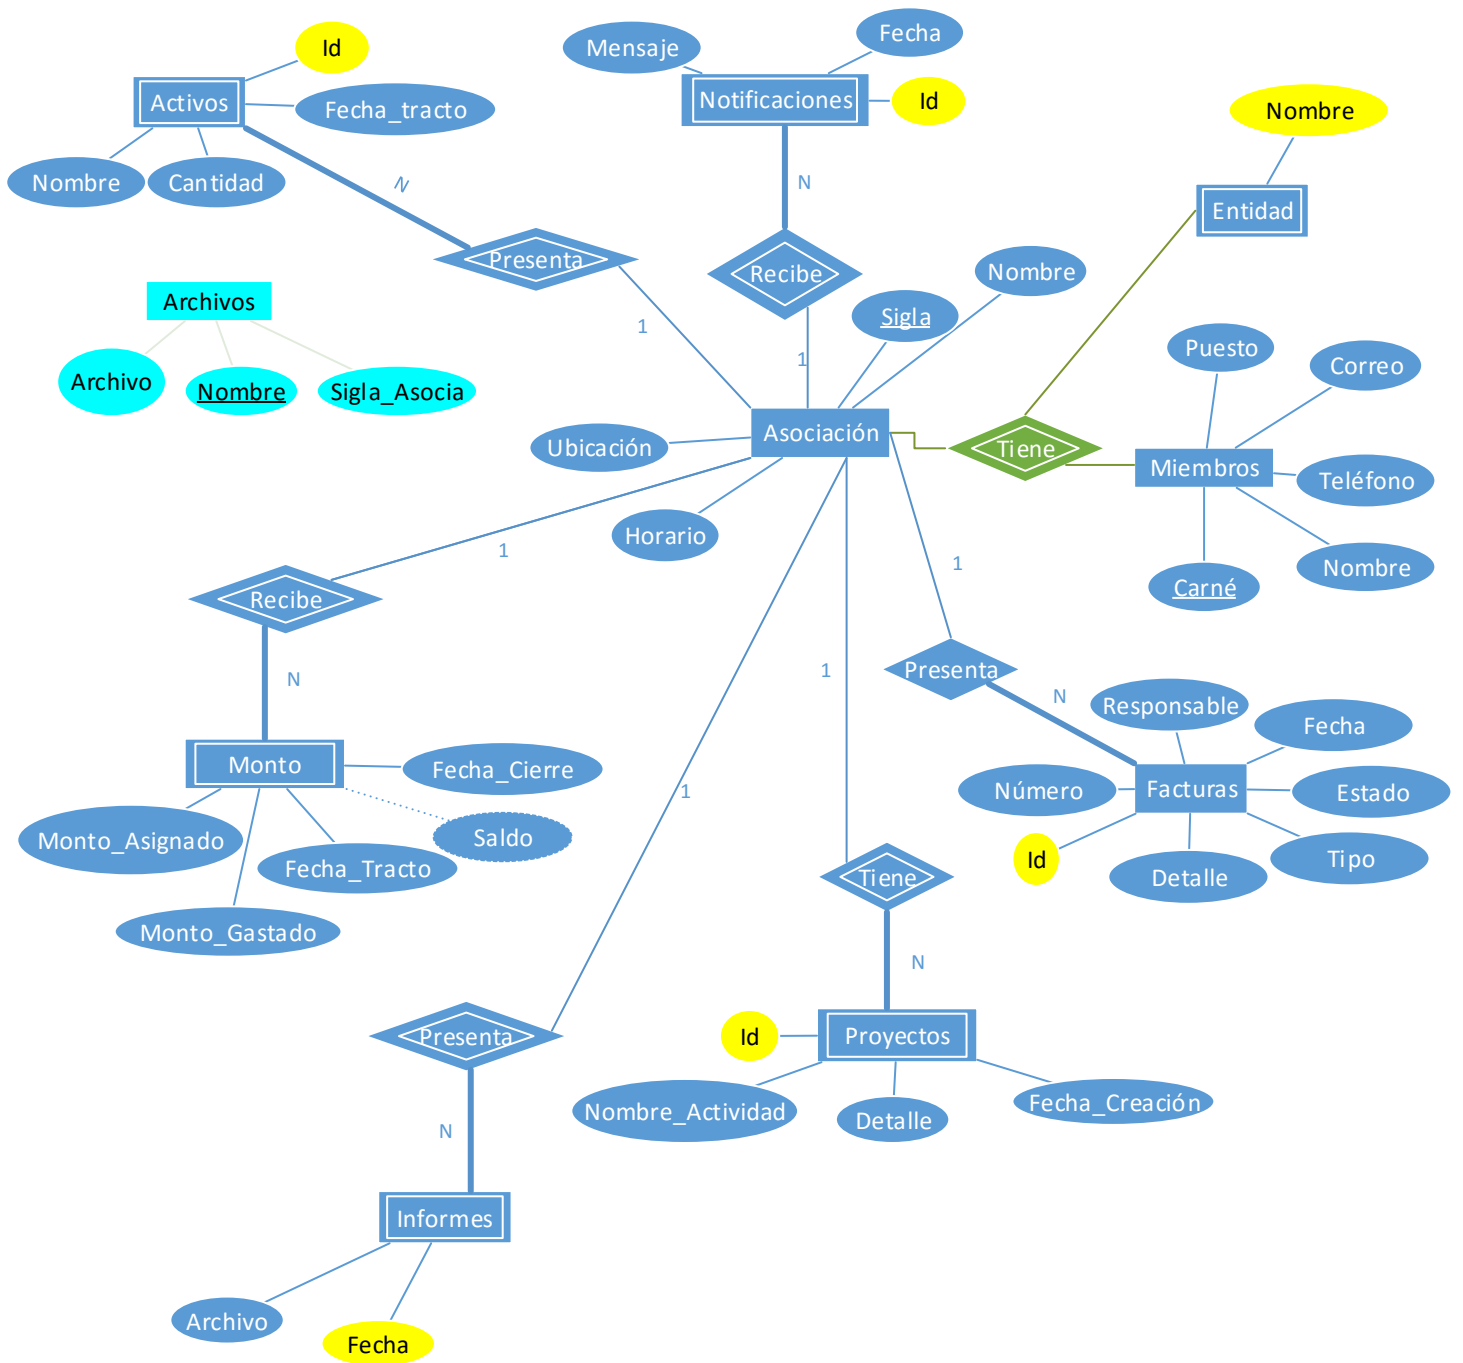 Id
Activos
Fecha_tracto
Nombre
Cantidad
N
Presenta
1
Mensaje
Fecha
Notificaciones
Id
N
Recibe
1
Nombre
Entidad
Archivos
Archivo
Nombre
Sigla_Asocia
Sigla
Nombre
Ubicación
Asociación
Horario
Tiene
Puesto
Correo
Miembros
Teléfono
Nombre
Carné
1
Recibe
N
Monto
Fecha_Cierre
Monto_Asignado
Saldo
Fecha_Tracto
Monto_Gastado
1
Presenta
N
Responsable
Fecha
Número
Facturas
Estado
Id
Detalle
Tipo
1
Tiene
N
Id
Proyectos
Nombre_Actividad
Detalle
Fecha_Creación
1
Presenta
N
Informes
Archivo
Fecha